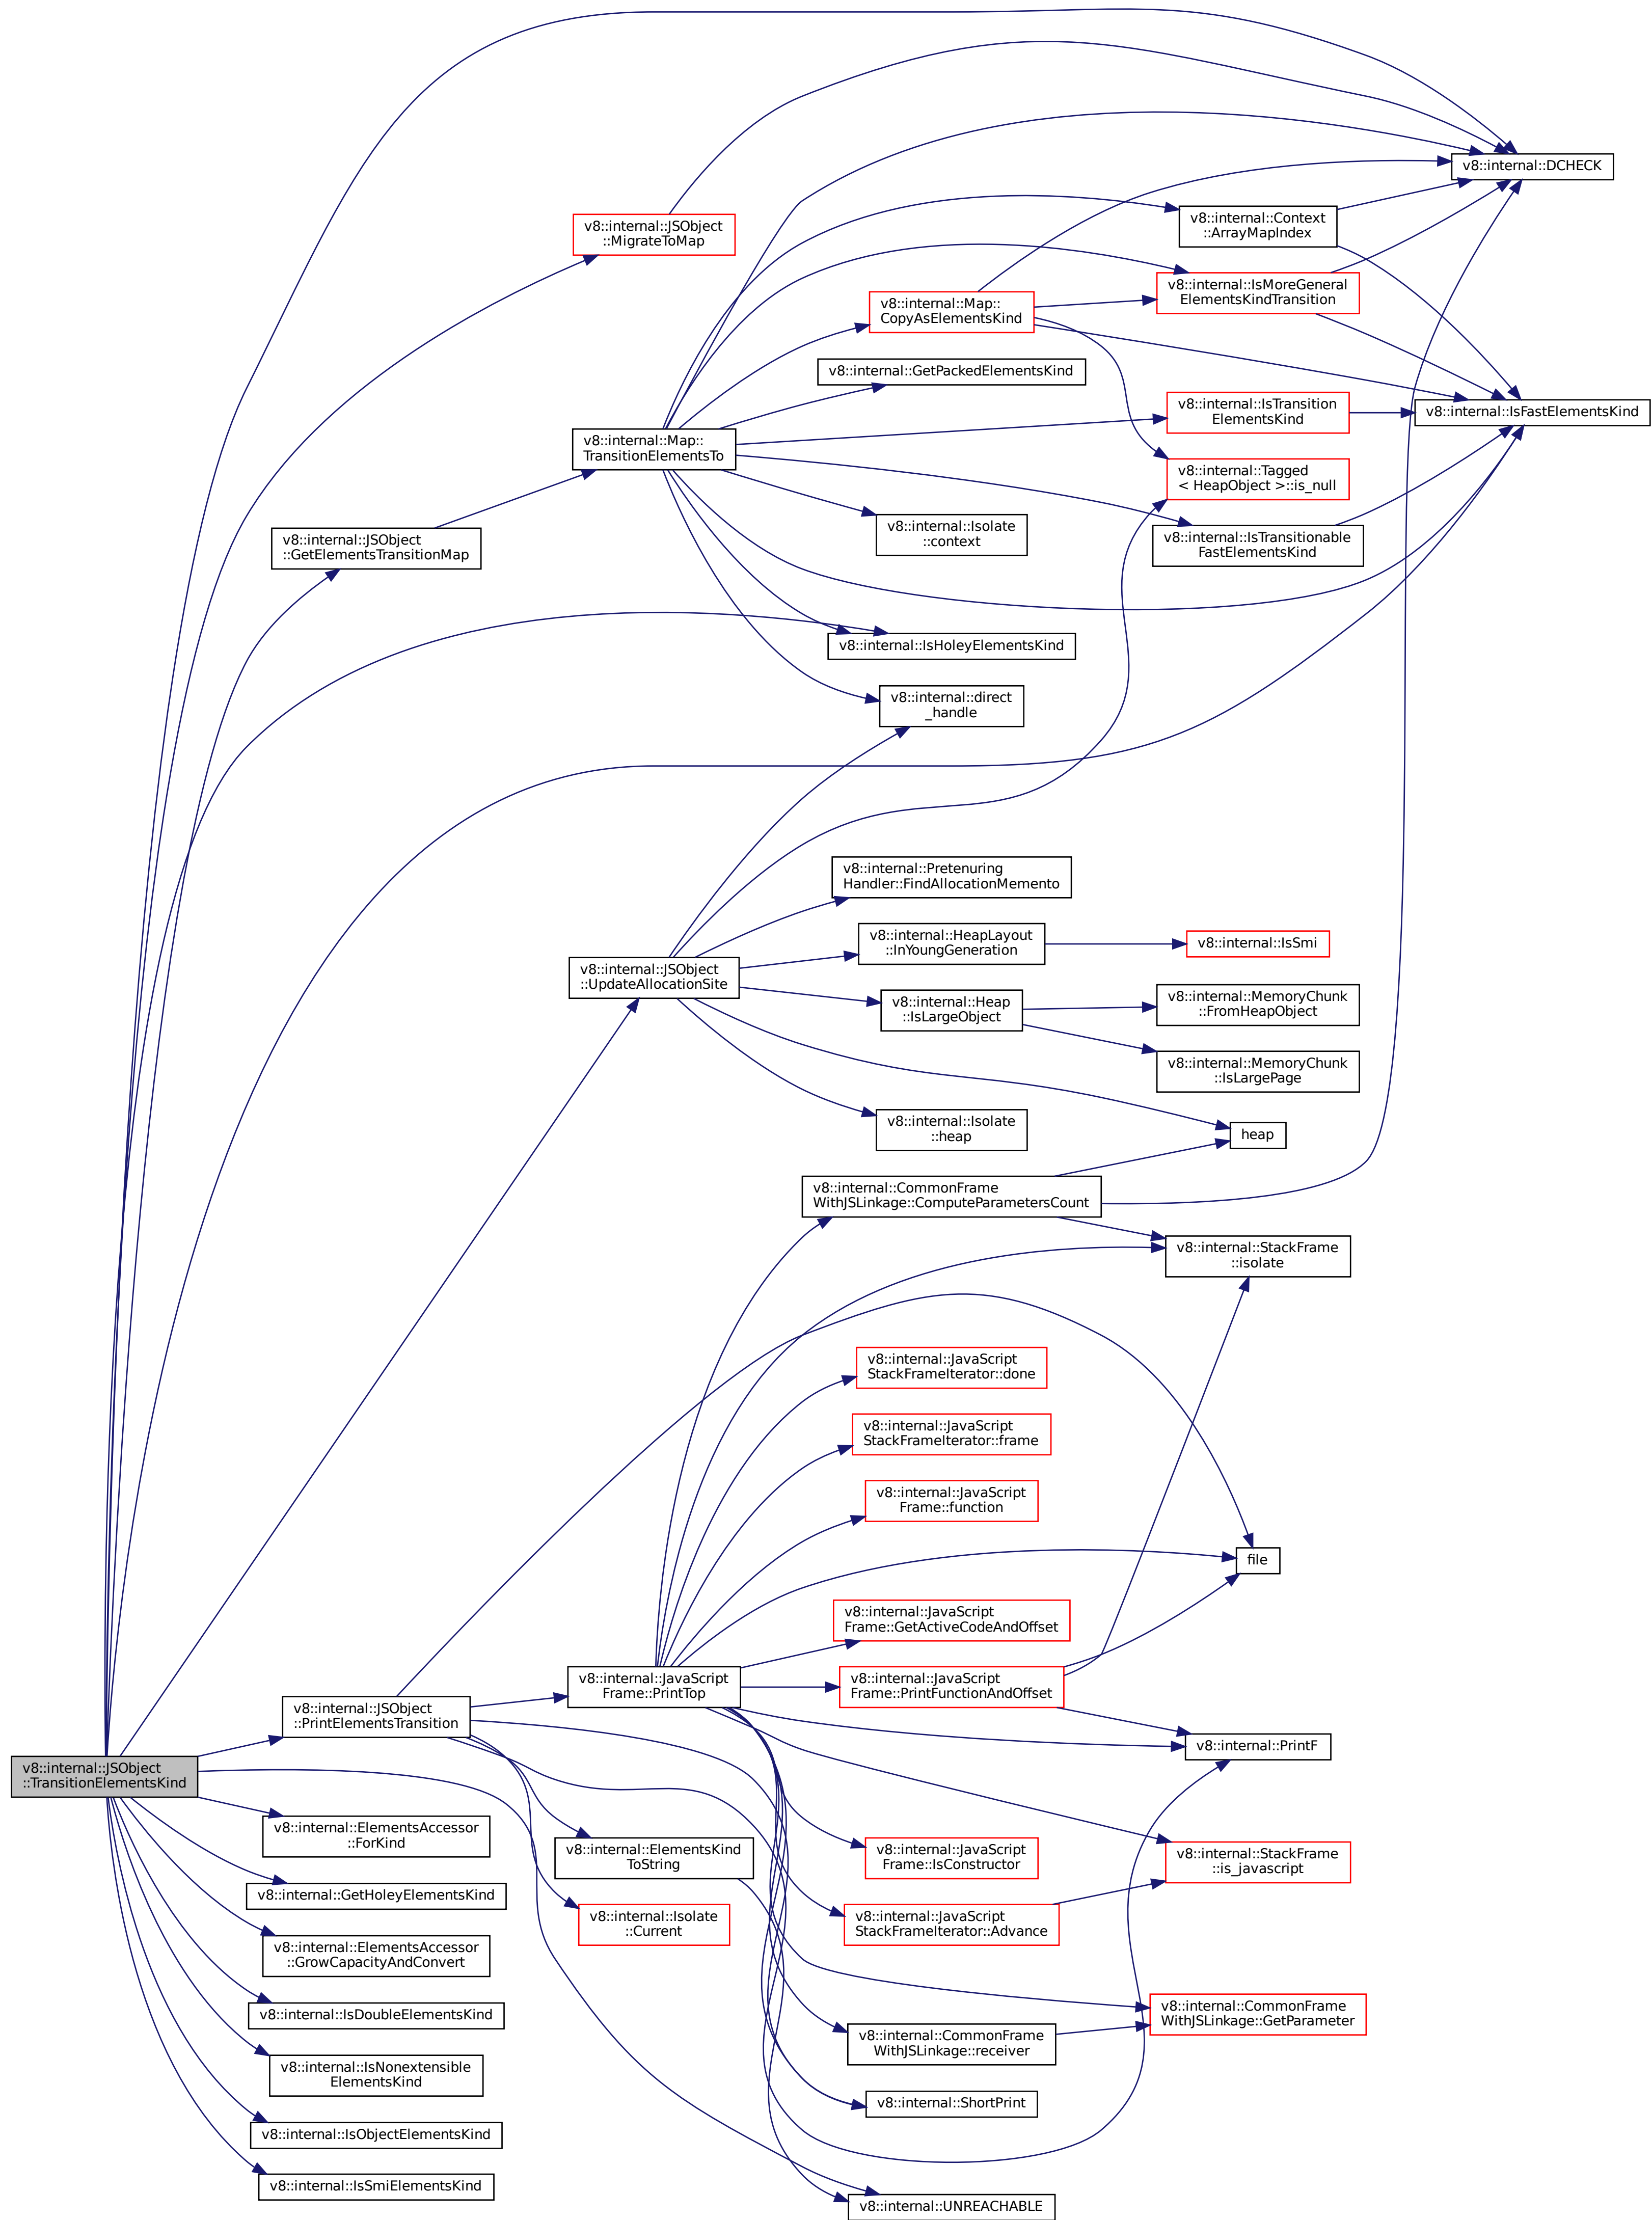 v8::internal::DCHECK
v8::internal::JSObject
::MigrateToMap
v8::internal::Context
::ArrayMapIndex
v8::internal::IsMoreGeneral
ElementsKindTransition
v8::internal::Map::
CopyAsElementsKind
v8::internal::GetPackedElementsKind
v8::internal::IsTransition
ElementsKind
v8::internal::IsFastElementsKind
v8::internal::Map::
TransitionElementsTo
v8::internal::Tagged
< HeapObject >::is_null
v8::internal::JSObject
::GetElementsTransitionMap
v8::internal::Isolate
::context
v8::internal::IsTransitionable
FastElementsKind
v8::internal::IsHoleyElementsKind
v8::internal::direct
_handle
v8::internal::Pretenuring
Handler::FindAllocationMemento
v8::internal::HeapLayout
::InYoungGeneration
v8::internal::IsSmi
v8::internal::JSObject
::UpdateAllocationSite
v8::internal::Heap
::IsLargeObject
v8::internal::MemoryChunk
::FromHeapObject
v8::internal::MemoryChunk
::IsLargePage
v8::internal::Isolate
::heap
heap
v8::internal::CommonFrame
WithJSLinkage::ComputeParametersCount
v8::internal::StackFrame
::isolate
v8::internal::JavaScript
StackFrameIterator::done
v8::internal::JavaScript
StackFrameIterator::frame
v8::internal::JavaScript
Frame::function
file
v8::internal::JavaScript
Frame::GetActiveCodeAndOffset
v8::internal::JavaScript
Frame::PrintTop
v8::internal::JavaScript
Frame::PrintFunctionAndOffset
v8::internal::JSObject
::PrintElementsTransition
v8::internal::PrintF
v8::internal::JSObject
::TransitionElementsKind
v8::internal::ElementsAccessor
::ForKind
v8::internal::ElementsKind
ToString
v8::internal::JavaScript
Frame::IsConstructor
v8::internal::StackFrame
::is_javascript
v8::internal::GetHoleyElementsKind
v8::internal::Isolate
::Current
v8::internal::JavaScript
StackFrameIterator::Advance
v8::internal::ElementsAccessor
::GrowCapacityAndConvert
v8::internal::IsDoubleElementsKind
v8::internal::CommonFrame
WithJSLinkage::GetParameter
v8::internal::CommonFrame
WithJSLinkage::receiver
v8::internal::IsNonextensible
ElementsKind
v8::internal::ShortPrint
v8::internal::IsObjectElementsKind
v8::internal::IsSmiElementsKind
v8::internal::UNREACHABLE